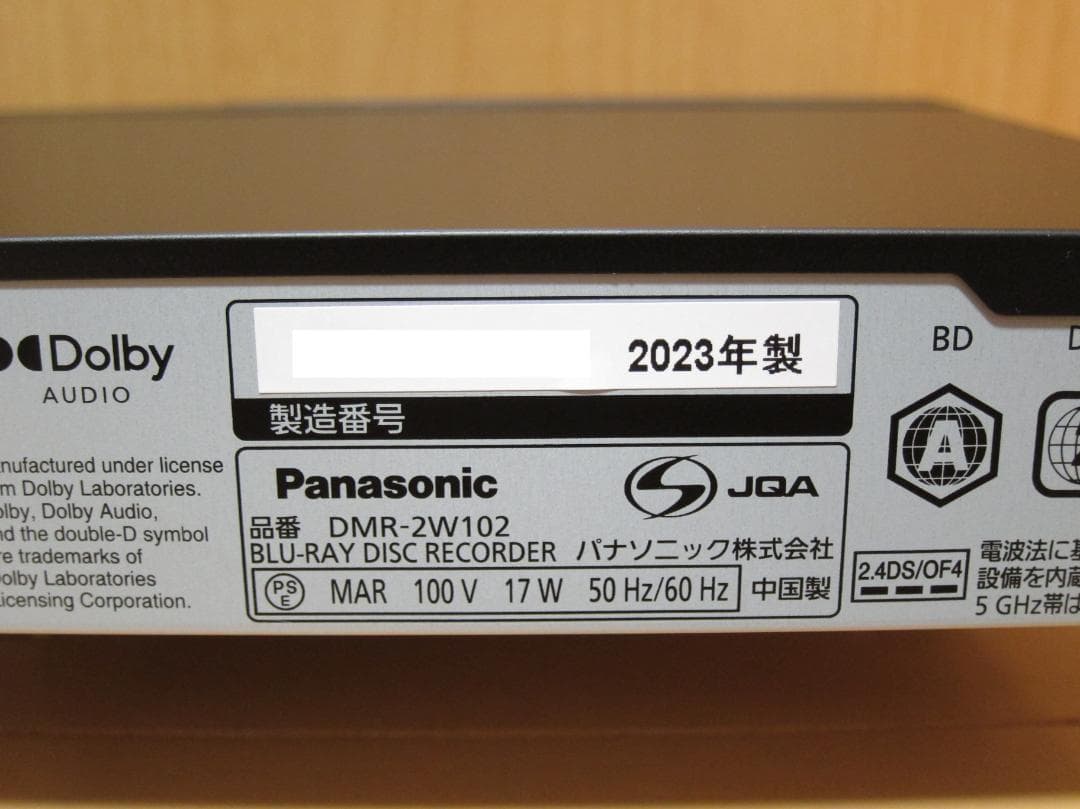 Dolby
AUDIO
nufactured under license
m Dolby Laboratories.
lby, Dolby Audio,
nd the double-D symbol
re trademarks of
olby Laboratories
icensing Corporation.
2023年製
製造番号
Panasonic
JQA
品番 DMR-2W102
BLU-RAY DISC RECORDER パナソニック株式会社
PS
E
MAR 100 V 17 W 50 Hz/60 Hz 中国製
BD
A
2.4DS/OF4
電波法に基
設備を内蔵
5 GHz帯は